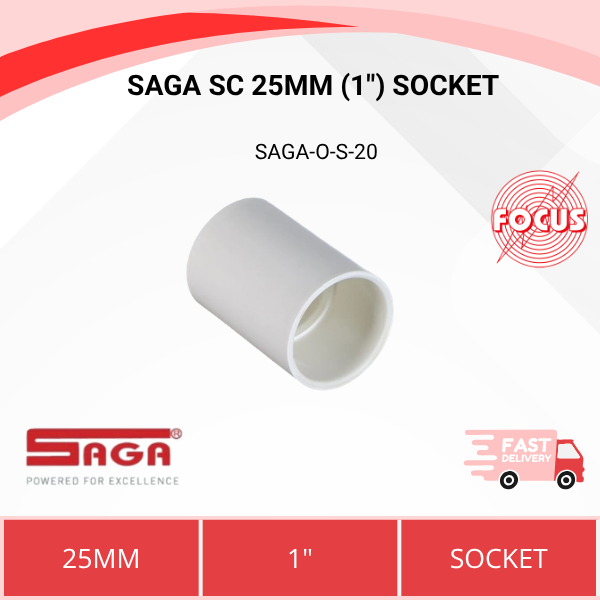 SAGA SC 25MM (1") SOCKET
SAGA-O-S-20
FOCUS
SAGA®
POWERED FOR EXCELLENCE
FAST
DELIVERY
25MM
1"
SOCKET